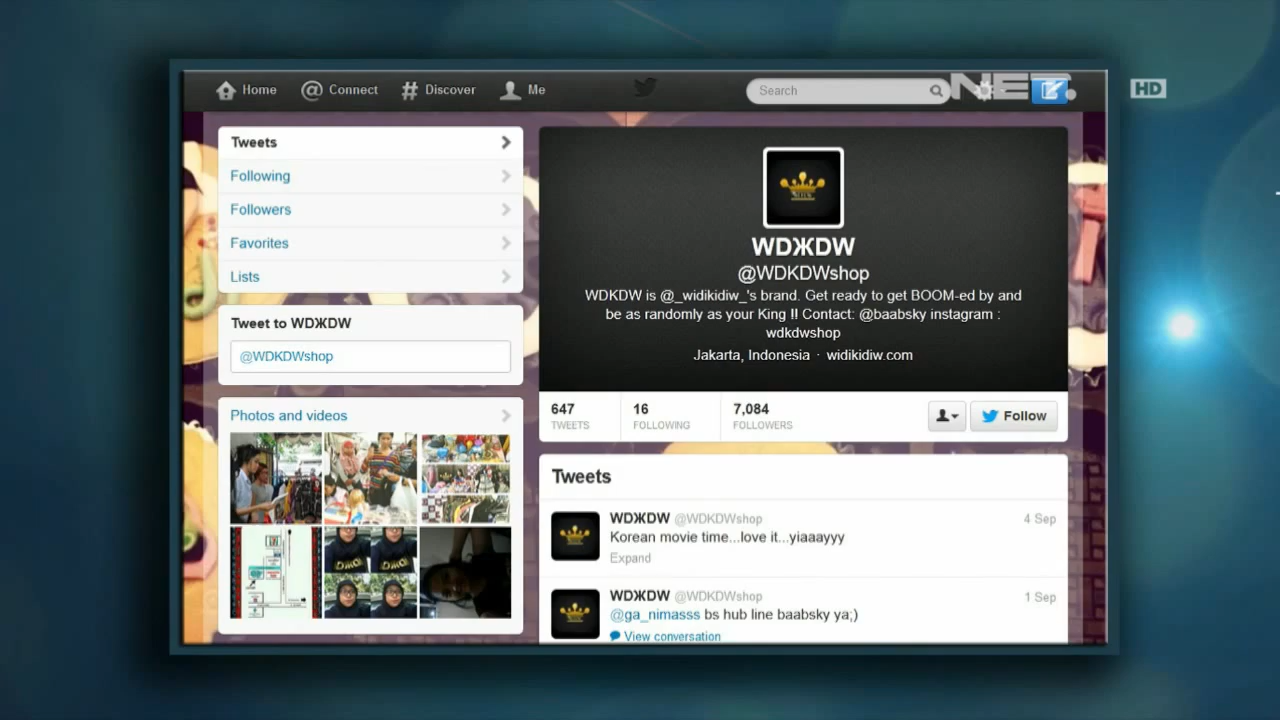 Home
Connect
Discover
Me
Search
NET.
HD
Tweets
Following
Followers
Favorites
Lists
Tweet to WDЖDW
@WDKDWshop
Photos and videos
WDЖDW
@WDKDWshop
WDKDW is @_widikidiw_'s brand. Get ready to get BOOM-ed by and
be as randomly as your King !! Contact: @baabsky instagram :
wdkdwshop
Jakarta, Indonesia · widikidiw.com
647
TWEETS
16
FOLLOWING
7,084
FOLLOWERS
Follow
Tweets
WDЖDW @WDKDWshop 4 Sep
Korean movie time...love it...yiaaayyy
Expand
WDЖDW @WDKDWshop 1 Sep
@ga_nimasss bs hub line baabsky ya;)
View conversation